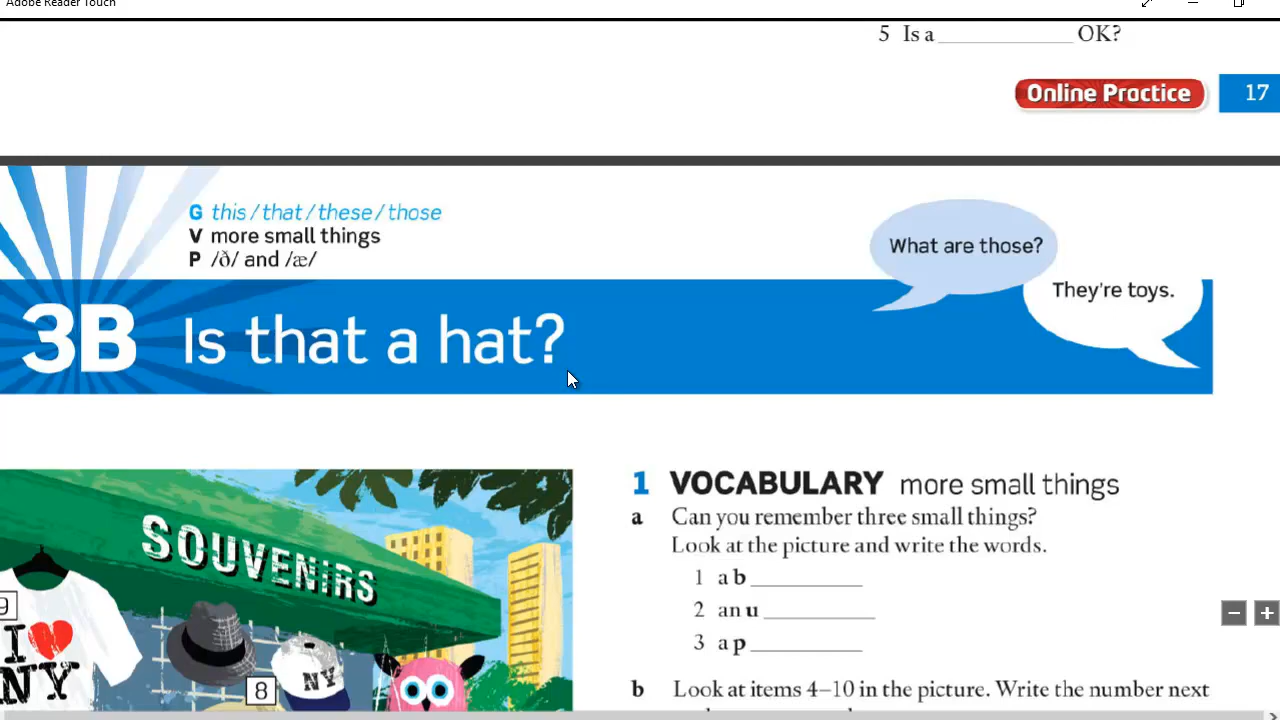 Adobe Reader Touch
5 Is a ____________ OK?
Online Practice
17
G this / that / these / those
V more small things
P /ð/ and /æ/
What are those?
They're toys.
3B Is that a hat?
SOUVENIRS
9
I
NY
8
NY
1 VOCABULARY more small things
a Can you remember three small things?
Look at the picture and write the words.
1 a b__________
2 an u__________
3 a p__________
b Look at items 4–10 in the picture. Write the number next